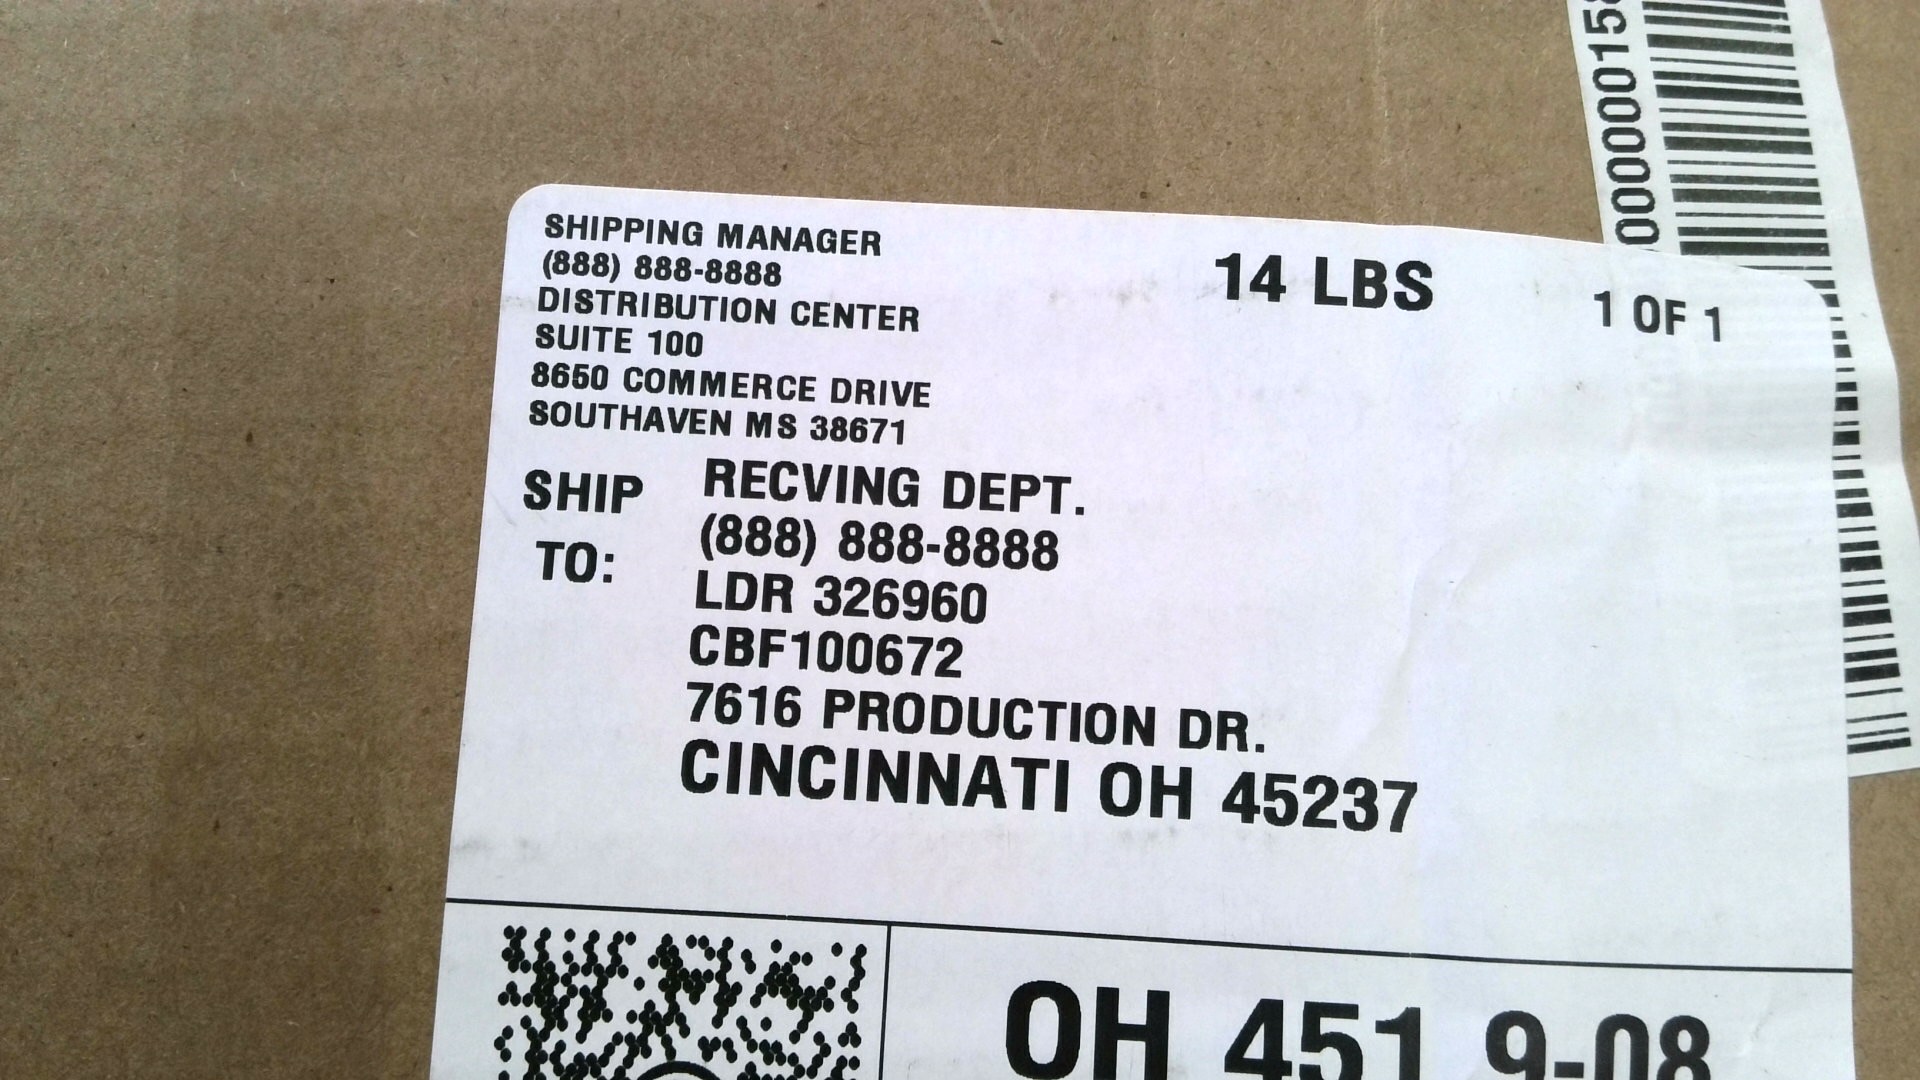 SHIPPING MANAGER
(888) 888-8888
DISTRIBUTION CENTER
SUITE 100
8650 COMMERCE DRIVE
SOUTHAVEN MS 38671
14 LBS
1 OF 1
SHIP TO:
RECVING DEPT.
(888) 888-8888
LDR 326960
CBF100672
7616 PRODUCTION DR.
CINCINNATI OH 45237
OH 451 9-08